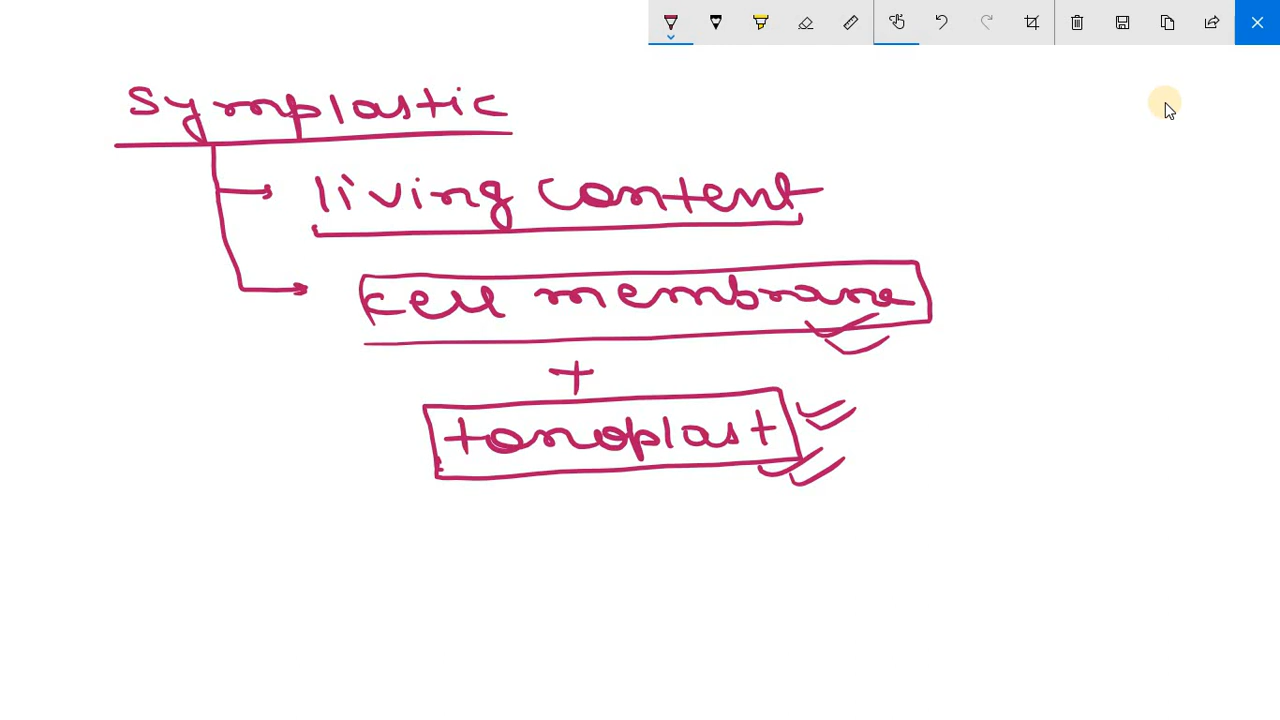 symplastic
living content
cell membrane
+
tonoplast